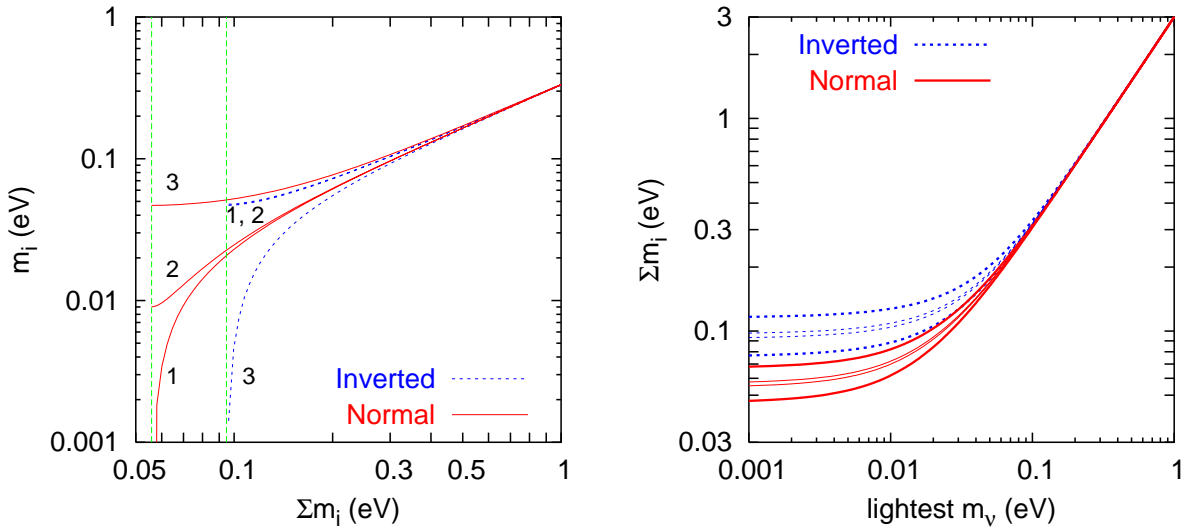 1
0.1
0.01
0.001
m_i (eV)
3
1, 2
2
1
3
Inverted
Normal
0.05
0.1
0.3
0.5
1
Σm_i (eV)
3
1
0.3
0.1
0.03
Σm_i (eV)
Inverted
Normal
0.001
0.01
0.1
1
lightest m_ν (eV)